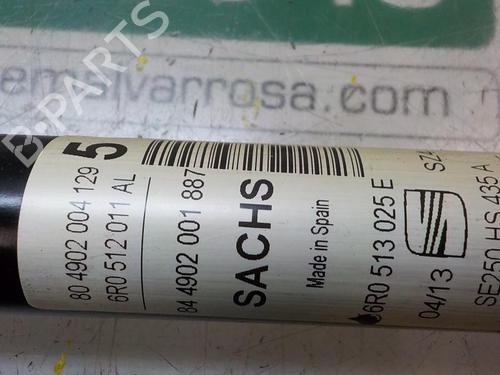 emsilvarrosa.com
B-PARTS
80 4902 004 129
5
6R0 512 011 AL
84 4902 001 887
SACHS
Made in Spain
6R0 513 025 E
04/13
SE250 HS 435 A